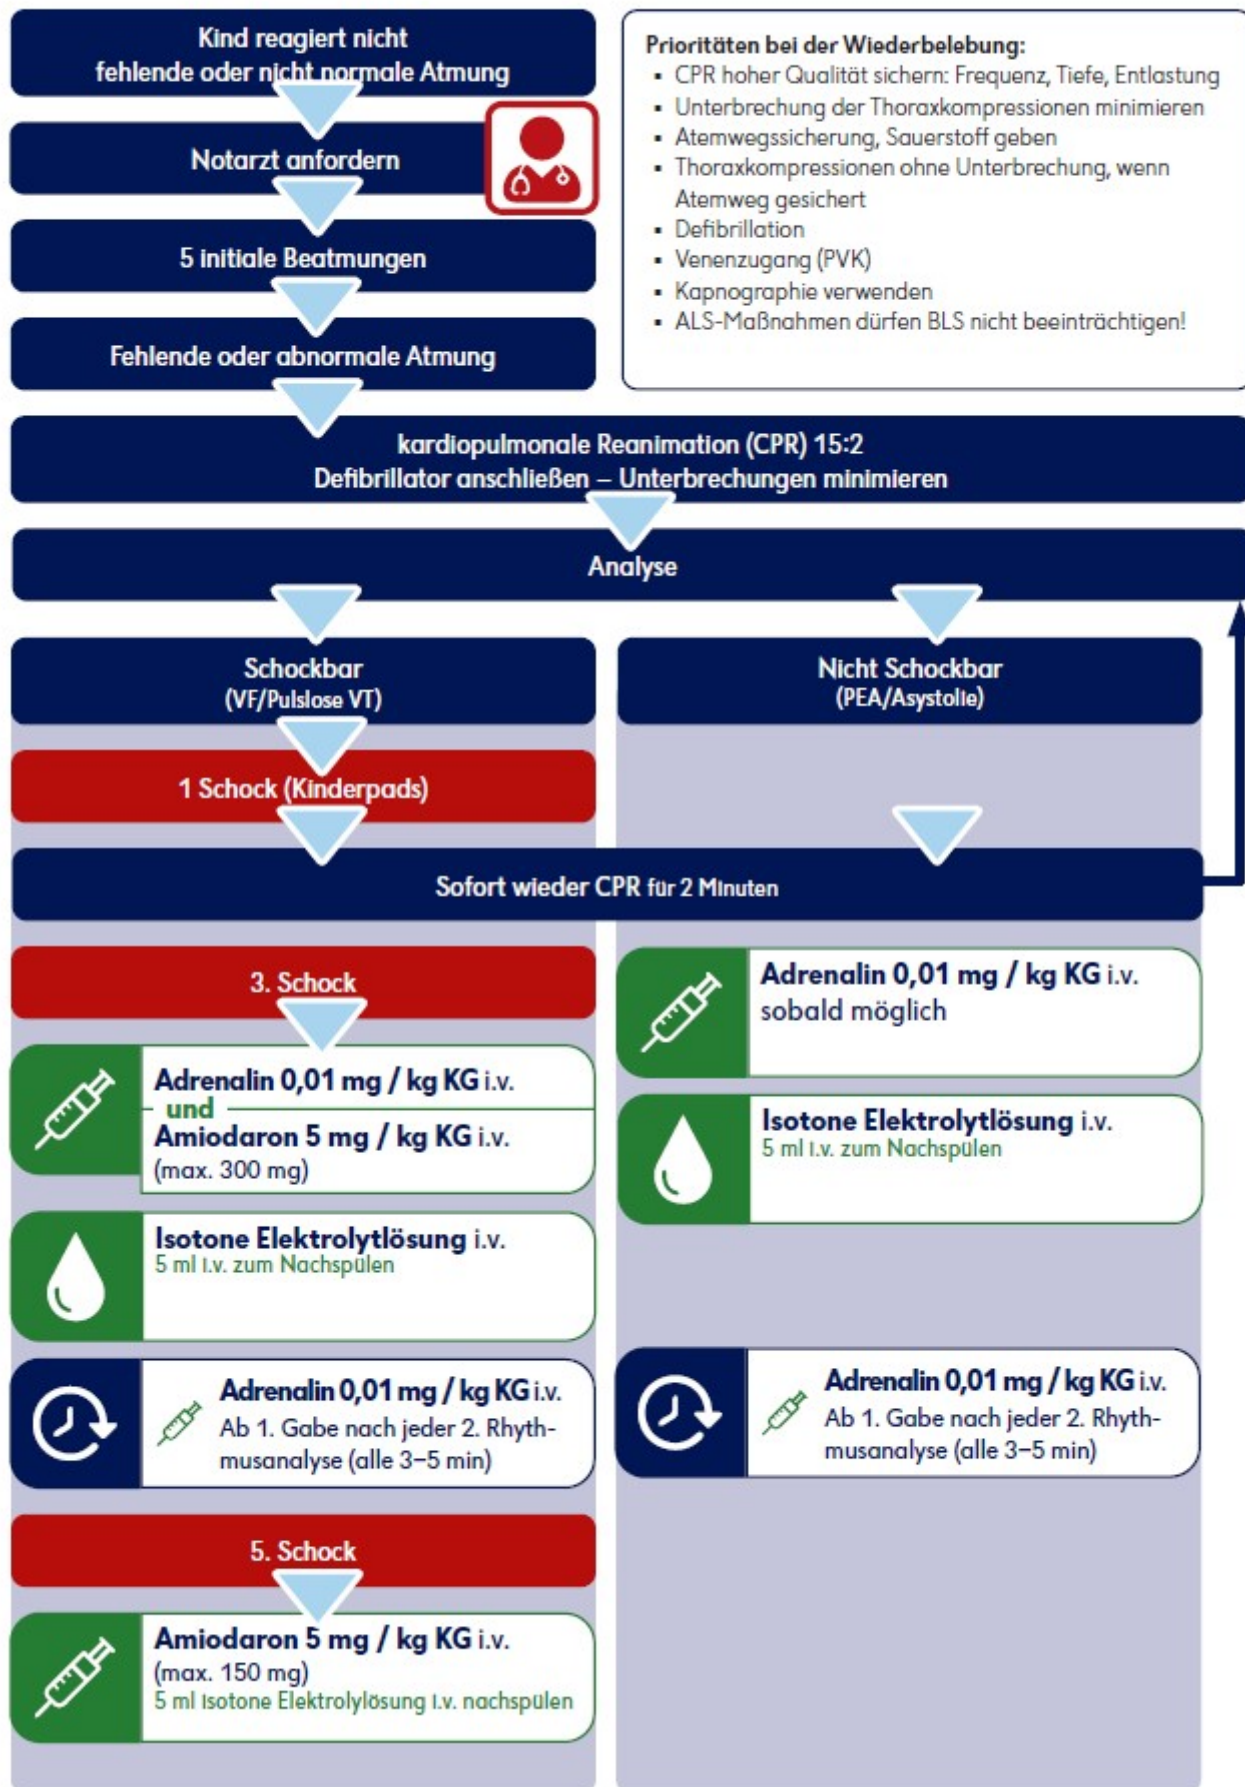 Kind reagiert nicht
fehlende oder nicht normale Atmung
Notarzt anfordern
5 initiale Beatmungen
Fehlende oder abnormale Atmung
Prioritäten bei der Wiederbelebung:
▪ CPR hoher Qualität sichern: Frequenz, Tiefe, Entlastung
▪ Unterbrechung der Thoraxkompressionen minimieren
▪ Atemwegssicherung, Sauerstoff geben
▪ Thoraxkompressionen ohne Unterbrechung, wenn
Atemweg gesichert
▪ Defibrillation
▪ Venenzugang (PVK)
▪ Kapnographie verwenden
▪ ALS-Maßnahmen dürfen BLS nicht beeinträchtigen!
kardiopulmonale Reanimation (CPR) 15:2
Defibrillator anschließen – Unterbrechungen minimieren
Analyse
Schockbar
(VF/Pulslose VT)
Nicht Schockbar
(PEA/Asystolie)
1 Schock (Kinderpads)
Sofort wieder CPR für 2 Minuten
3. Schock
Adrenalin 0,01 mg / kg KG i.v.
und
Amiodaron 5 mg / kg KG i.v.
(max. 300 mg)
Isotone Elektrolytlösung i.v.
5 ml i.v. zum Nachspülen
Adrenalin 0,01 mg / kg KG i.v.
Ab 1. Gabe nach jeder 2. Rhyth-
musanalyse (alle 3–5 min)
5. Schock
Amiodaron 5 mg / kg KG i.v.
(max. 150 mg)
5 ml isotone Elektrolylösung i.v. nachspülen
Adrenalin 0,01 mg / kg KG i.v.
sobald möglich
Isotone Elektrolytlösung i.v.
5 ml i.v. zum Nachspülen
Adrenalin 0,01 mg / kg KG i.v.
Ab 1. Gabe nach jeder 2. Rhyth-
musanalyse (alle 3–5 min)